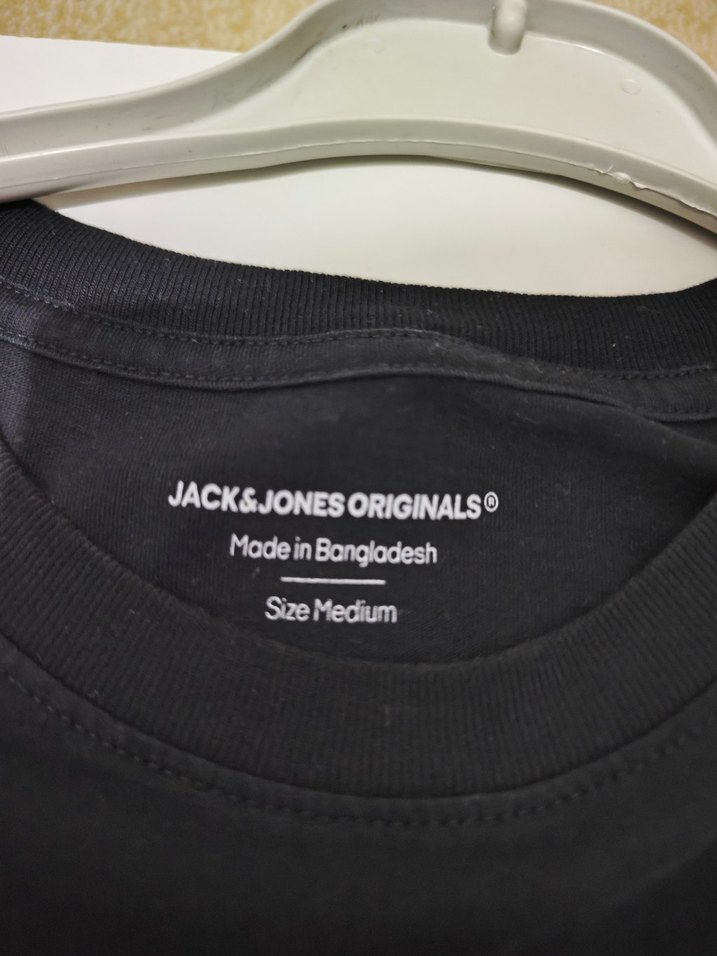 JACK&JONES ORIGINALS®
Made in Bangladesh
Size Medium